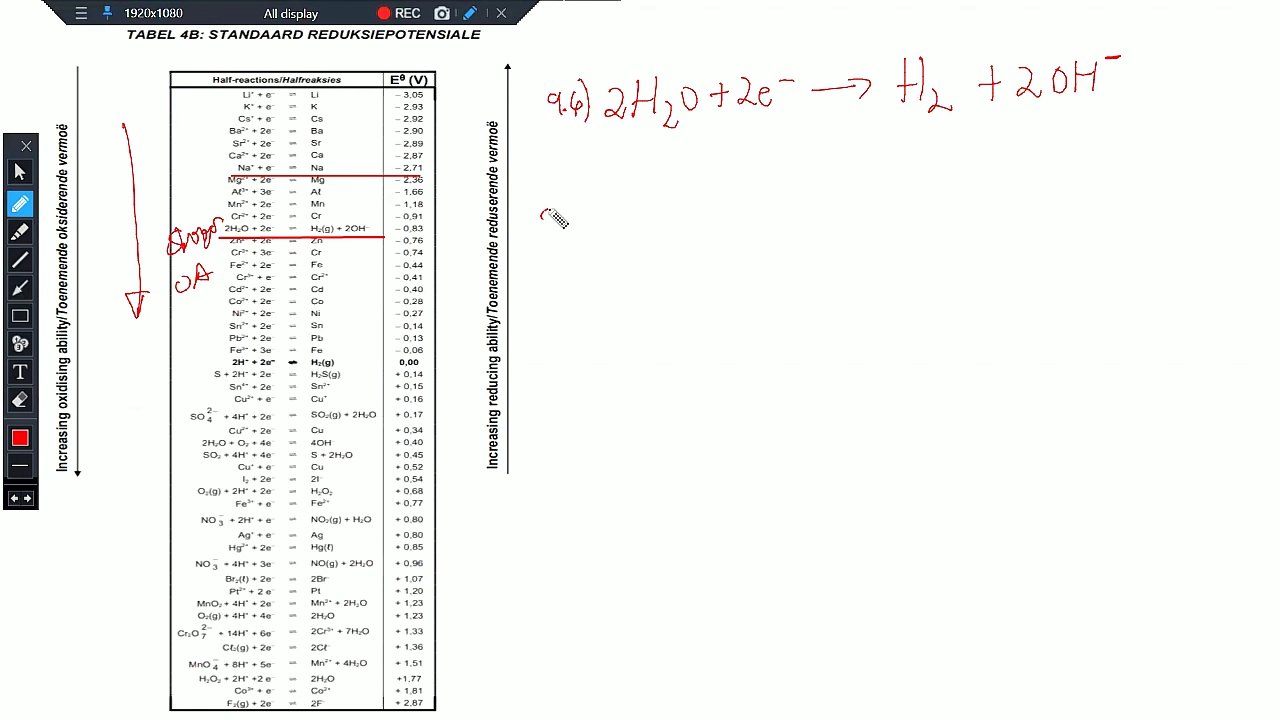 1920x1080 All display REC
TABEL 4B: STANDAARD REDUKSIEPOTENSIALE
Half-reactions/Halfreaksies Eθ (V)
Li⁺ + e⁻ ⇌ Li − 3,05
K⁺ + e⁻ ⇌ K − 2,93
Cs⁺ + e⁻ ⇌ Cs − 2,92
Ba²⁺ + 2e⁻ ⇌ Ba − 2,90
Sr²⁺ + 2e⁻ ⇌ Sr − 2,89
Ca²⁺ + 2e⁻ ⇌ Ca − 2,87
Na⁺ + e⁻ ⇌ Na − 2,71
Mg²⁺ + 2e⁻ ⇌ Mg − 2,36
Aℓ³⁺ + 3e⁻ ⇌ Aℓ − 1,66
Mn²⁺ + 2e⁻ ⇌ Mn − 1,18
Cr²⁺ + 2e⁻ ⇌ Cr − 0,91
2H₂O + 2e⁻ ⇌ H₂(g) + 2OH⁻ − 0,83
Zn²⁺ + 2e⁻ ⇌ Zn − 0,76
Cr³⁺ + 3e⁻ ⇌ Cr − 0,74
Fe²⁺ + 2e⁻ ⇌ Fe − 0,44
Cr³⁺ + e⁻ ⇌ Cr²⁺ − 0,41
Cd²⁺ + 2e⁻ ⇌ Cd − 0,40
Co²⁺ + 2e⁻ ⇌ Co − 0,28
Ni²⁺ + 2e⁻ ⇌ Ni − 0,27
Sn²⁺ + 2e⁻ ⇌ Sn − 0,14
Pb²⁺ + 2e⁻ ⇌ Pb − 0,13
Fe³⁺ + 3e⁻ ⇌ Fe − 0,06
2H⁺ + 2e⁻ ⇌ H₂(g) 0,00
S + 2H⁺ + 2e⁻ ⇌ H₂S(g) + 0,14
Sn⁴⁺ + 2e⁻ ⇌ Sn²⁺ + 0,15
Cu²⁺ + e⁻ ⇌ Cu⁺ + 0,16
SO₄²⁻ + 4H⁺ + 2e⁻ ⇌ SO₂(g) + 2H₂O + 0,17
Cu²⁺ + 2e⁻ ⇌ Cu + 0,34
2H₂O + O₂ + 4e⁻ ⇌ 4OH⁻ + 0,40
SO₂ + 4H⁺ + 4e⁻ ⇌ S + 2H₂O + 0,45
Cu⁺ + e⁻ ⇌ Cu + 0,52
I₂ + 2e⁻ ⇌ 2I⁻ + 0,54
O₂(g) + 2H⁺ + 2e⁻ ⇌ H₂O₂ + 0,68
Fe³⁺ + e⁻ ⇌ Fe²⁺ + 0,77
NO₃⁻ + 2H⁺ + e⁻ ⇌ NO₂(g) + H₂O + 0,80
Ag⁺ + e⁻ ⇌ Ag + 0,80
Hg²⁺ + 2e⁻ ⇌ Hg(ℓ) + 0,85
NO₃⁻ + 4H⁺ + 3e⁻ ⇌ NO(g) + 2H₂O + 0,96
Br₂(ℓ) + 2e⁻ ⇌ 2Br⁻ + 1,07
Pt²⁺ + 2 e⁻ ⇌ Pt + 1,20
MnO₂ + 4H⁺ + 2e⁻ ⇌ Mn²⁺ + 2H₂O + 1,23
O₂(g) + 4H⁺ + 4e⁻ ⇌ 2H₂O + 1,23
Cr₂O₇²⁻ + 14H⁺ + 6e⁻ ⇌ 2Cr³⁺ + 7H₂O + 1,33
Cℓ₂(g) + 2e⁻ ⇌ 2Cℓ⁻ + 1,36
MnO₄⁻ + 8H⁺ + 5e⁻ ⇌ Mn²⁺ + 4H₂O + 1,51
H₂O₂ + 2H⁺ +2 e⁻ ⇌ 2H₂O +1,77
Co³⁺ + e⁻ ⇌ Co²⁺ + 1,81
F₂(g) + 2e⁻ ⇌ 2F⁻ + 2,87
Increasing oxidising ability/Toenemende oksiderende vermoë
Increasing reducing ability/Toenemende reduserende vermoë
OA
9.6) 2H₂O + 2e⁻ → H₂ + 2OH⁻